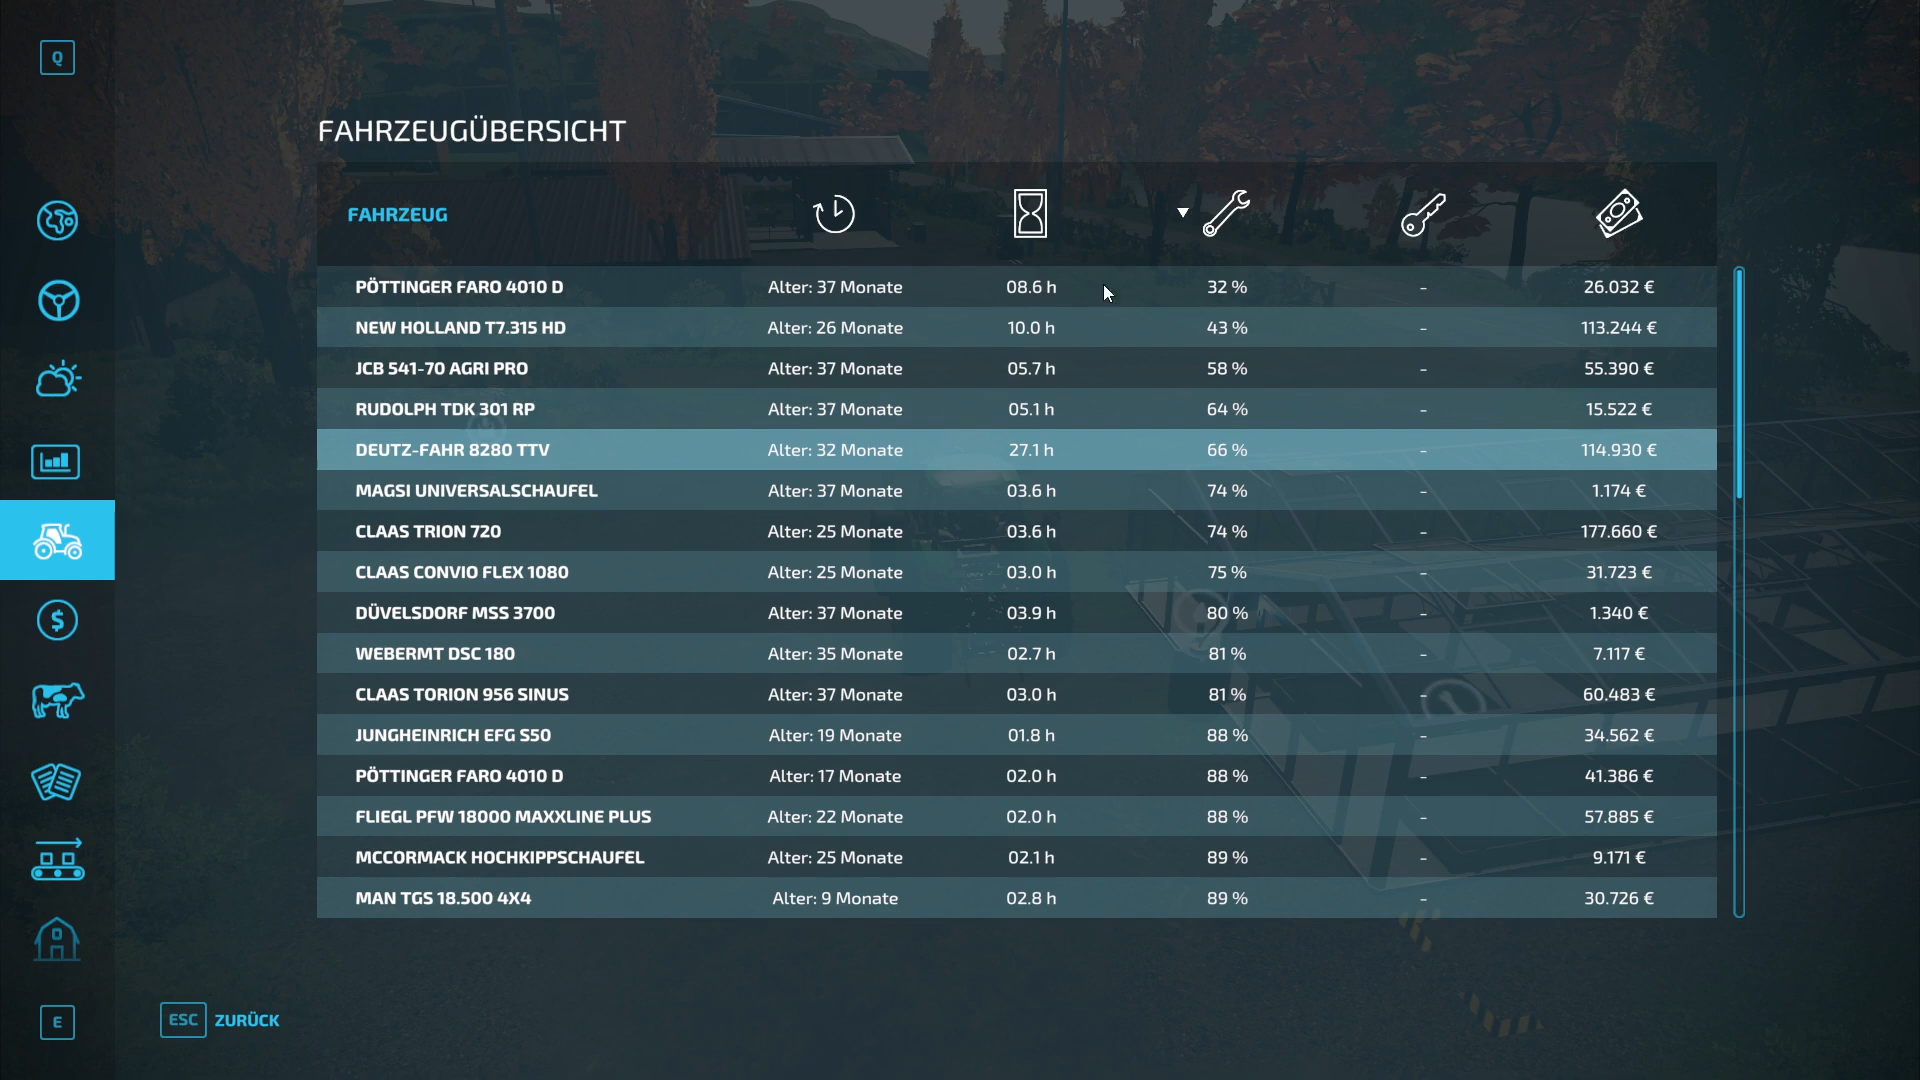 Q
FAHRZEUGÜBERSICHT
FAHRZEUG
PÖTTINGER FARO 4010 D Alter: 37 Monate 08.6 h 32 % - 26.032 €
NEW HOLLAND T7.315 HD Alter: 26 Monate 10.0 h 43 % - 113.244 €
JCB 541-70 AGRI PRO Alter: 37 Monate 05.7 h 58 % - 55.390 €
RUDOLPH TDK 301 RP Alter: 37 Monate 05.1 h 64 % - 15.522 €
DEUTZ-FAHR 8280 TTV Alter: 32 Monate 27.1 h 66 % - 114.930 €
MAGSI UNIVERSALSCHAUFEL Alter: 37 Monate 03.6 h 74 % - 1.174 €
CLAAS TRION 720 Alter: 25 Monate 03.6 h 74 % - 177.660 €
CLAAS CONVIO FLEX 1080 Alter: 25 Monate 03.0 h 75 % - 31.723 €
DÜVELSDORF MSS 3700 Alter: 37 Monate 03.9 h 80 % - 1.340 €
WEBERMT DSC 180 Alter: 35 Monate 02.7 h 81 % - 7.117 €
CLAAS TORION 956 SINUS Alter: 37 Monate 03.0 h 81 % - 60.483 €
JUNGHEINRICH EFG S50 Alter: 19 Monate 01.8 h 88 % - 34.562 €
PÖTTINGER FARO 4010 D Alter: 17 Monate 02.0 h 88 % - 41.386 €
FLIEGL PFW 18000 MAXXLINE PLUS Alter: 22 Monate 02.0 h 88 % - 57.885 €
MCCORMACK HOCHKIPPSCHAUFEL Alter: 25 Monate 02.1 h 89 % - 9.171 €
MAN TGS 18.500 4X4 Alter: 9 Monate 02.8 h 89 % - 30.726 €
E
ESC ZURÜCK